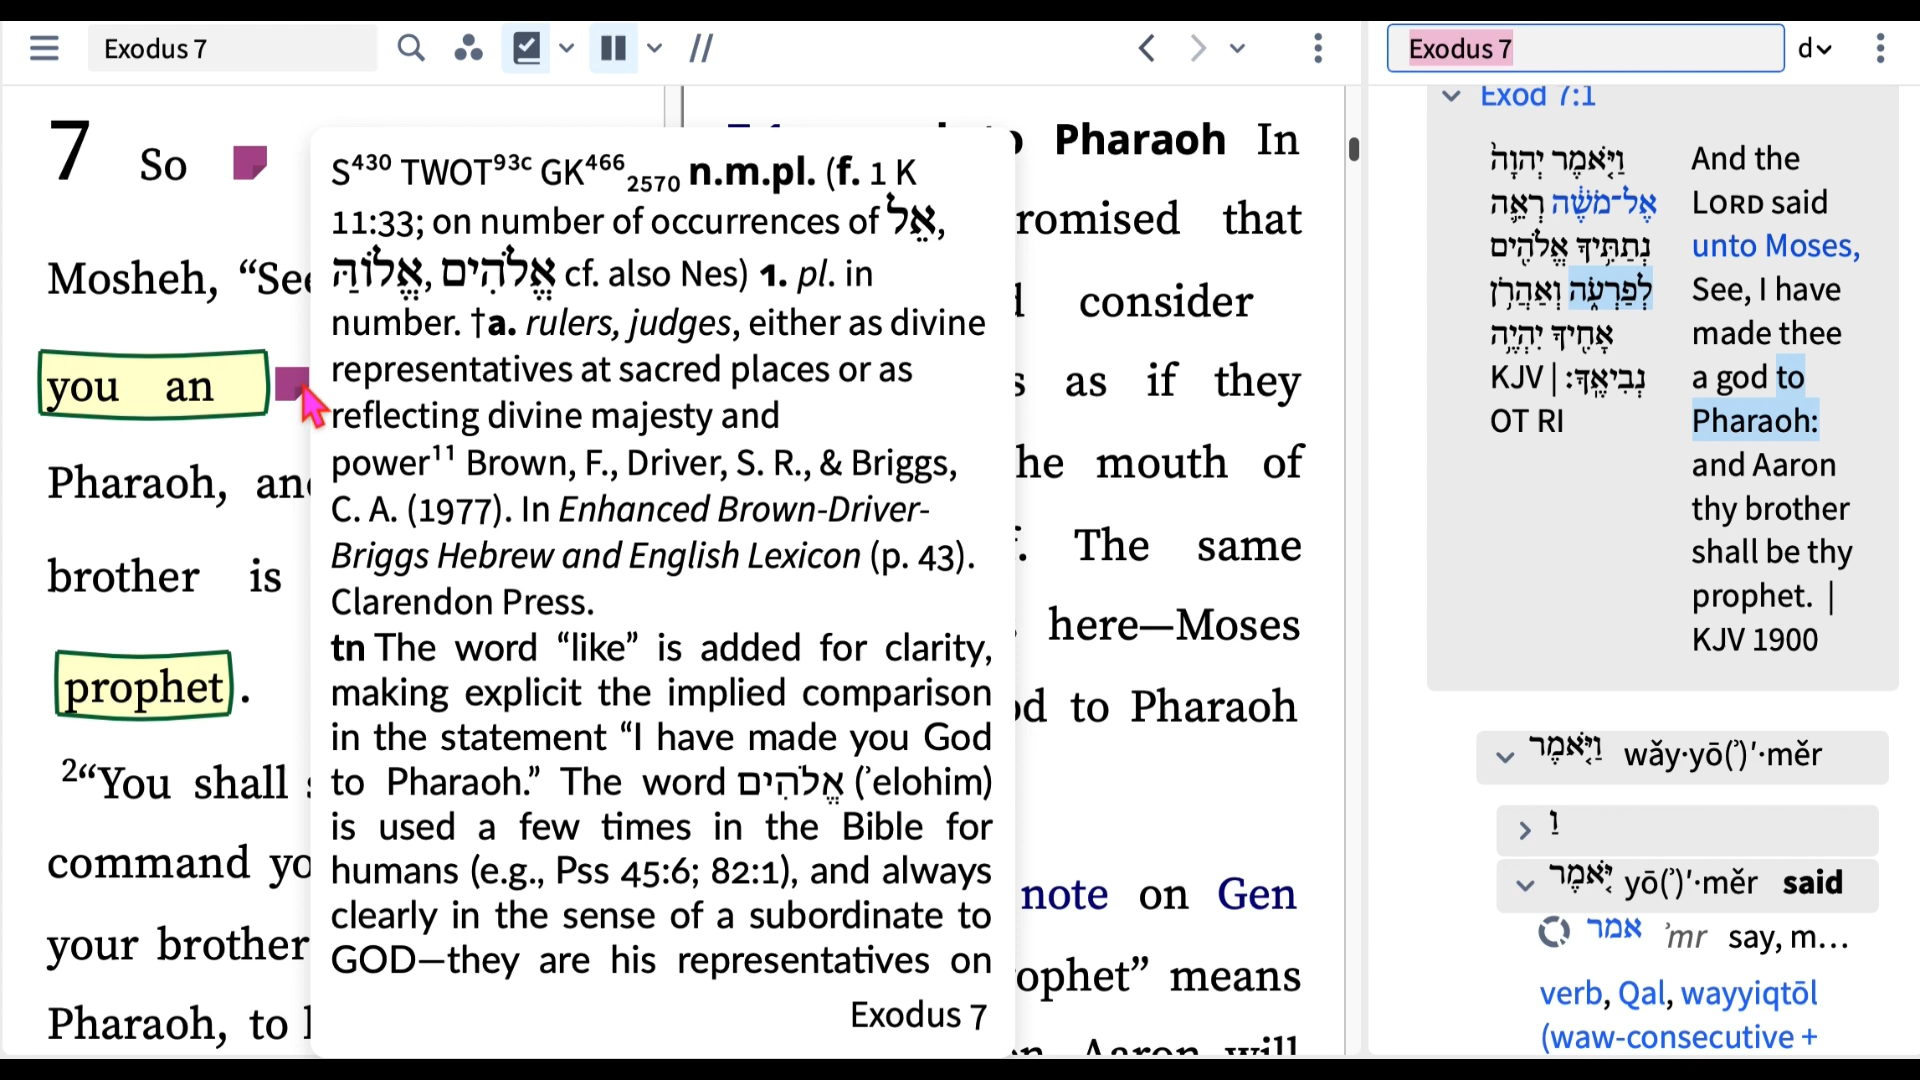 Exodus 7
7 So
Mosheh, “See
you an
Pharaoh, and
brother is
prophet.
2“You shall
command yo
your brother
Pharaoh, to
S430 TWOT93c GK466 2570 n.m.pl. (f. 1 K
11:33; on number of occurrences of אֵל,
אֱלֹהִים, אֱלוֹהַּ cf. also Nes) 1. pl. in
number. †a. rulers, judges, either as divine
representatives at sacred places or as
reflecting divine majesty and
power11 Brown, F., Driver, S. R., & Briggs,
C. A. (1977). In Enhanced Brown-Driver-
Briggs Hebrew and English Lexicon (p. 43).
Clarendon Press.
tn The word “like” is added for clarity,
making explicit the implied comparison
in the statement “I have made you God
to Pharaoh.” The word אֱלֹהִים (ʾelohim)
is used a few times in the Bible for
humans (e.g., Pss 45:6; 82:1), and always
clearly in the sense of a subordinate to
GOD—they are his representatives on
Exodus 7
Pharaoh In
romised that
consider
as if they
he mouth of
The same
here—Moses
od to Pharaoh
note on Gen
ophet” means
Aaron will
Exodus 7 d
Exod 7:1
וַיֹּ֤אמֶר יְהוָה֙
אֶל־מֹשֶׁ֔ה רְאֵ֛ה
נְתַתִּ֥יךָ אֱלֹהִ֖ים
לְפַרְעֹ֑ה וְאַהֲרֹ֥ן
אָחִ֖יךָ יִהְיֶ֥ה
נְבִיאֶֽךָ׃ | KJV
OT RI
And the
LORD said
unto Moses,
See, I have
made thee
a god to
Pharaoh:
and Aaron
thy brother
shall be thy
prophet. |
KJV 1900
וַיֹּ֤אמֶר wǎy·yō(ʾ)ʹ·měr
וַ
יֹּ֤אמֶר yō(ʾ)ʹ·měr said
אמר ʾmr say, m…
verb, Qal, wayyiqtōl
(waw-consecutive +